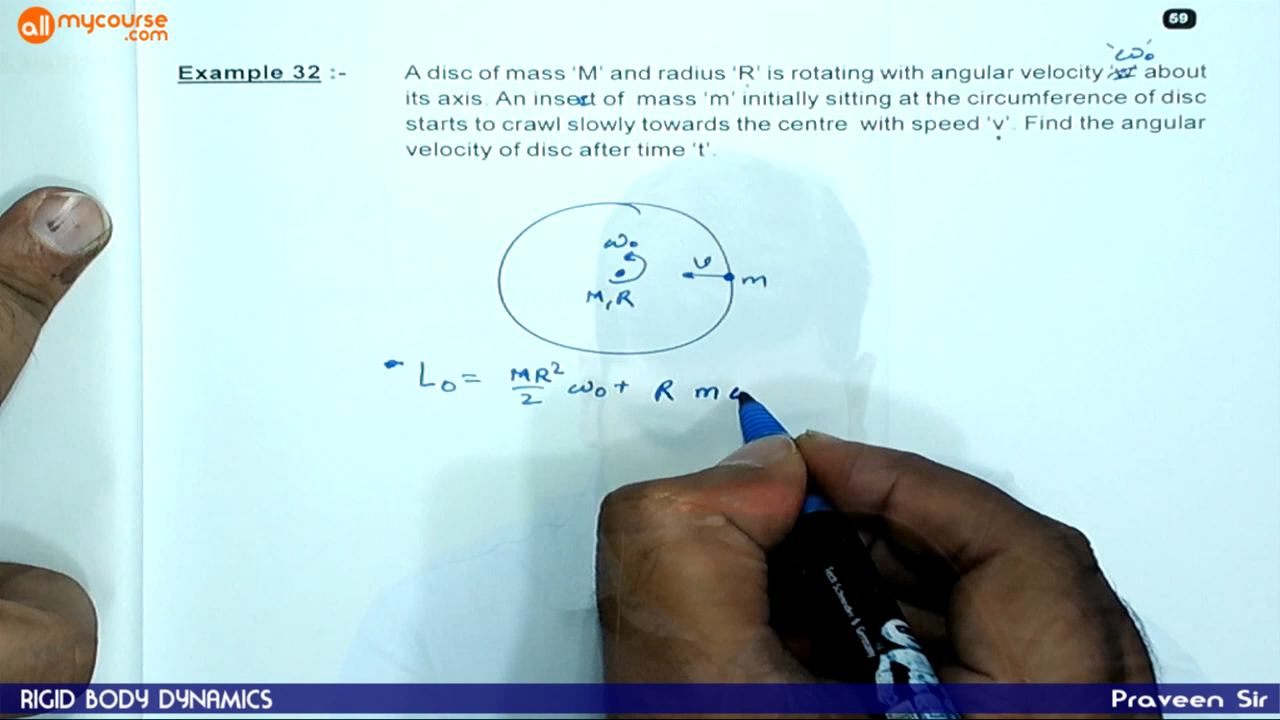 all mycourse
.com
59
'ω₀'
Example 32 :- A disc of mass 'M' and radius 'R' is rotating with angular velocity about
its axis. An insect of mass 'm' initially sitting at the circumference of disc
starts to crawl slowly towards the centre with speed 'v'. Find the angular
velocity of disc after time 't'.
ω₀
v
m
M, R
L₀ = MR²/2 ω₀ + R m
RIGID BODY DYNAMICS
Praveen Sir